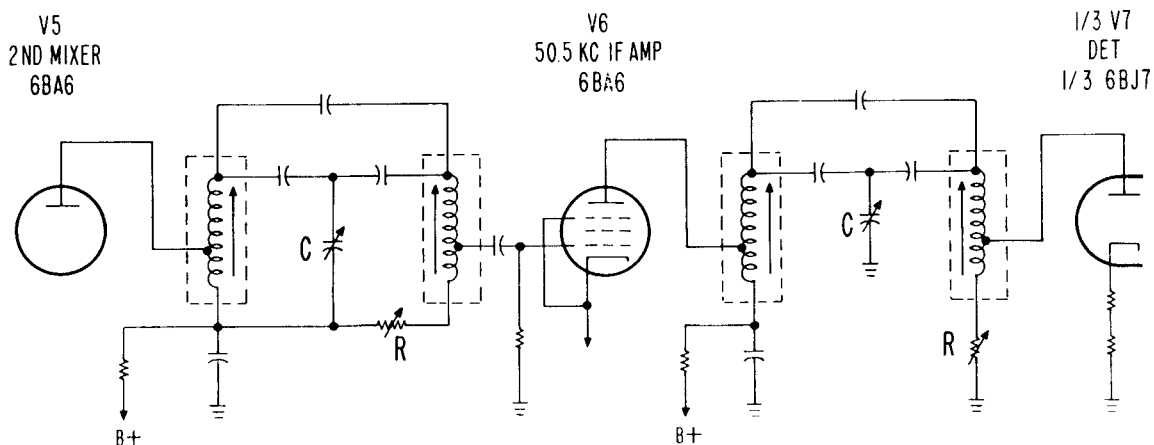 V5
2ND MIXER
6BA6
V6
50.5 KC IF AMP
6BA6
1/3 V7
DET
1/3 6BJ7
C
R
B+
C
R
B+